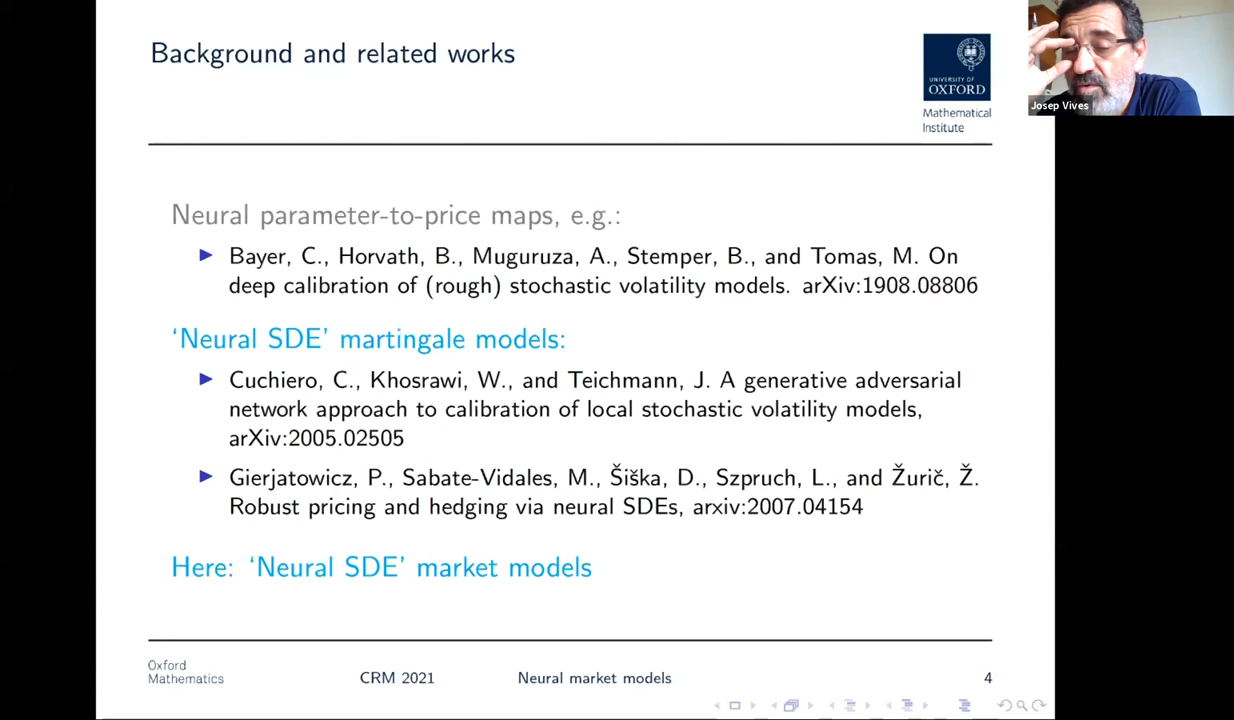 Background and related works
UNIVERSITY OF
OXFORD
Mathematical
Institute
Josep Vives
Neural parameter-to-price maps, e.g.:
Bayer, C., Horvath, B., Muguruza, A., Stemper, B., and Tomas, M. On
deep calibration of (rough) stochastic volatility models. arXiv:1908.08806
‘Neural SDE’ martingale models:
Cuchiero, C., Khosrawi, W., and Teichmann, J. A generative adversarial
network approach to calibration of local stochastic volatility models,
arXiv:2005.02505
Gierjatowicz, P., Sabate-Vidales, M., Šiška, D., Szpruch, L., and Žurič, Ž.
Robust pricing and hedging via neural SDEs, arxiv:2007.04154
Here: ‘Neural SDE’ market models
Oxford
Mathematics
CRM 2021
Neural market models
4